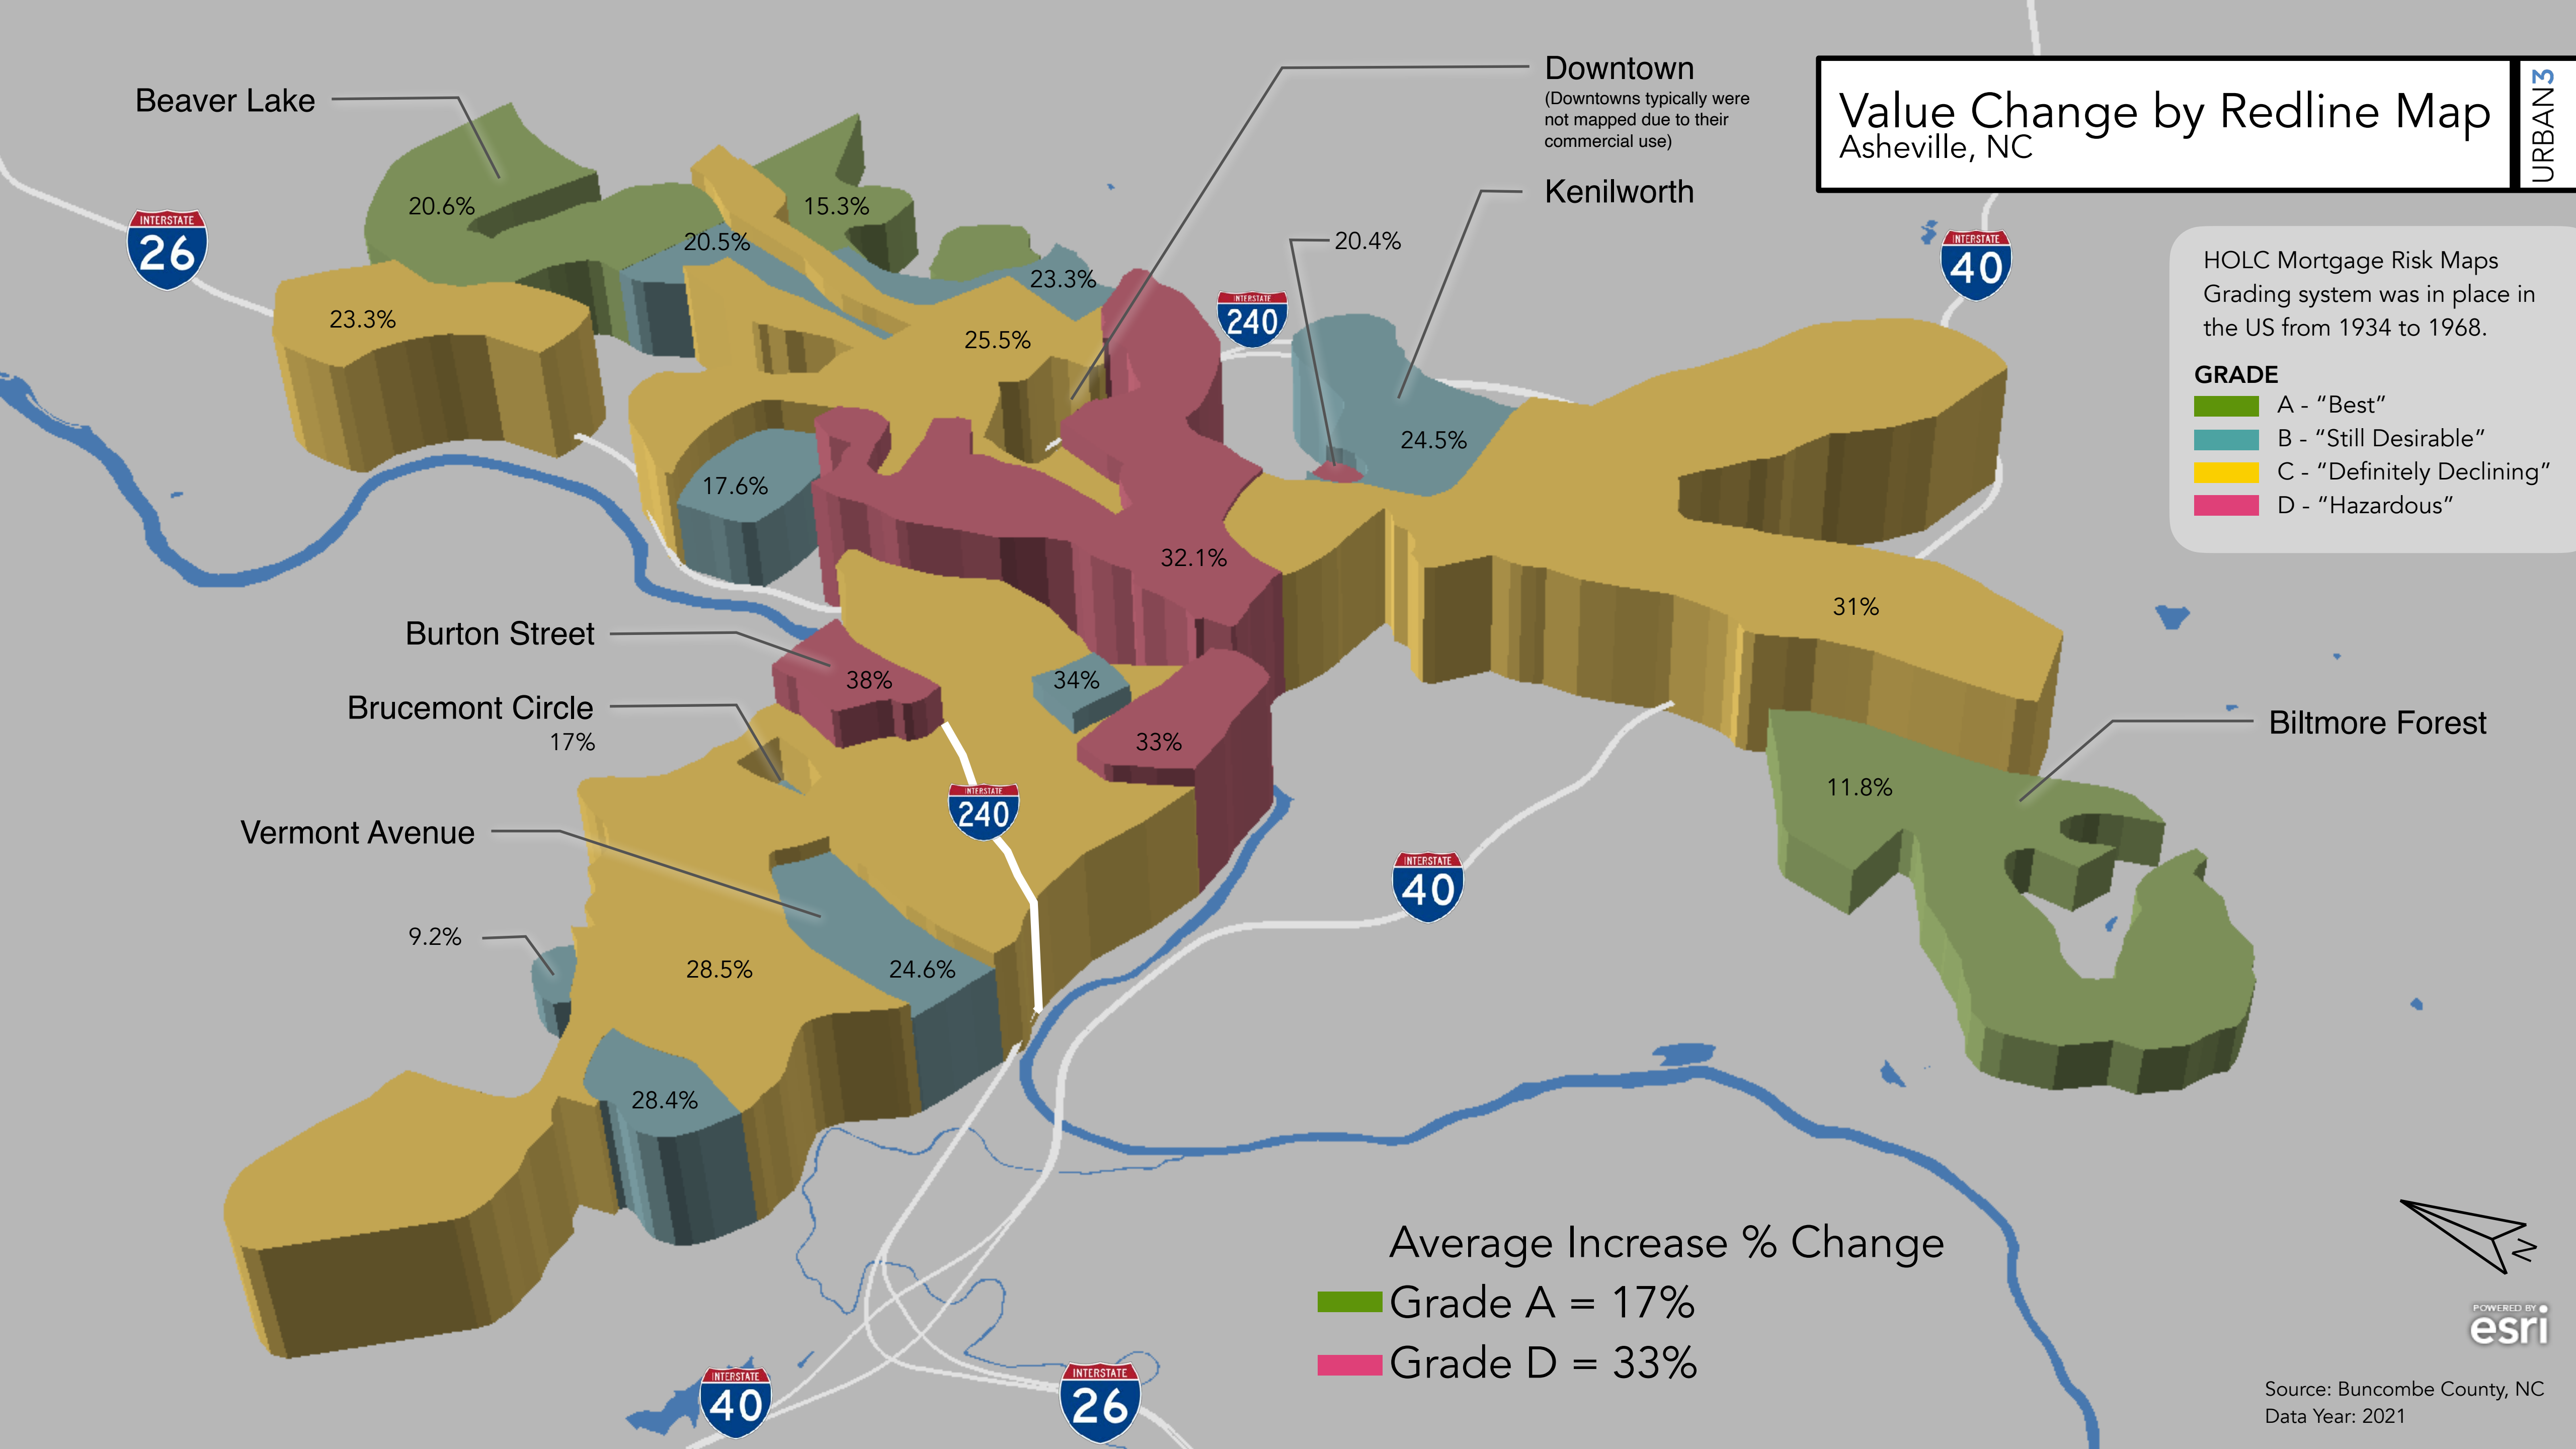 Downtown
(Downtowns typically were
not mapped due to their
commercial use)
Value Change by Redline Map
Asheville, NC
URBAN3
Beaver Lake
Kenilworth
20.6%
15.3%
20.5%
23.3%
20.4%
INTERSTATE
26
INTERSTATE
40
HOLC Mortgage Risk Maps
Grading system was in place in
the US from 1934 to 1968.
GRADE
A - “Best”
B - “Still Desirable”
C - “Definitely Declining”
D - “Hazardous”
23.3%
25.5%
INTERSTATE
240
24.5%
17.6%
32.1%
31%
Burton Street
38%
34%
Brucemont Circle
17%
33%
Biltmore Forest
11.8%
INTERSTATE
240
Vermont Avenue
INTERSTATE
40
9.2%
28.5%
24.6%
28.4%
Average Increase % Change
Grade A = 17%
Grade D = 33%
N
POWERED BY
esri
INTERSTATE
40
INTERSTATE
26
Source: Buncombe County, NC
Data Year: 2021